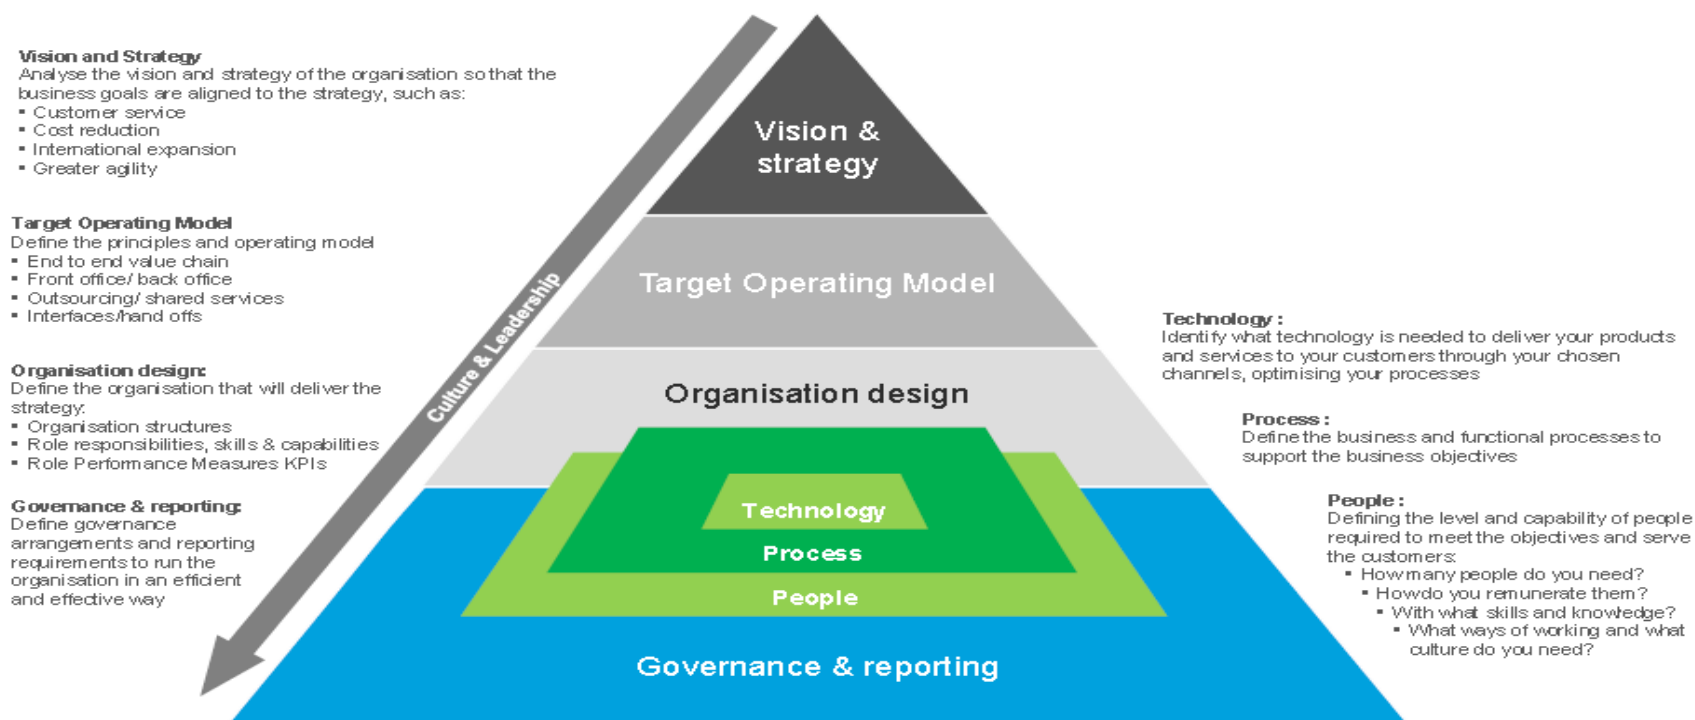 Vision and Strategy
Analyse the vision and strategy of the organisation so that the
business goals are aligned to the strategy, such as:
▪ Customer service
▪ Cost reduction
▪ International expansion
▪ Greater agility
Target Operating Model
Define the principles and operating model
▪ End to end value chain
▪ Front office/ back office
▪ Outsourcing/ shared services
▪ Interfaces/hand offs
Organisation design:
Define the organisation that will deliver the
strategy:
▪ Organisation structures
▪ Role responsibilities, skills & capabilities
▪ Role Performance Measures KPIs
Governance & reporting:
Define governance
arrangements and reporting
requirements to run the
organisation in an efficient
and effective way
Culture & Leadership
Vision &
strategy
Target Operating Model
Organisation design
Technology
Process
People
Governance & reporting
Technology :
Identify what technology is needed to deliver your products
and services to your customers through your chosen
channels, optimising your processes
Process :
Define the business and functional processes to
support the business objectives
People :
Defining the level and capability of people
required to meet the objectives and serve
the customers:
▪ How many people do you need?
▪ How do you remunerate them?
▪ With what skills and knowledge?
▪ What ways of working and what
culture do you need?